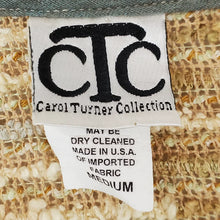 CTC
Carol Turner Collection
MAY BE
DRY CLEANED
MADE IN U.S.A.
OF IMPORTED
FABRIC
MEDIUM